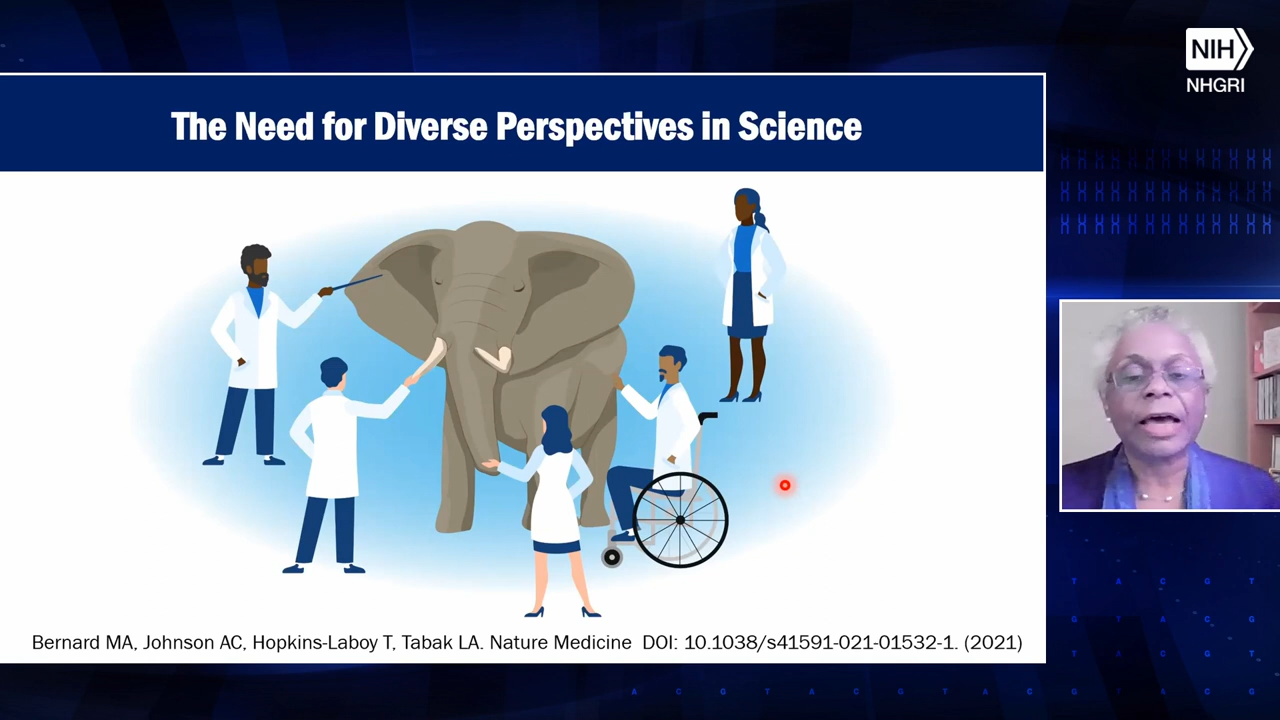 NIH
NHGRI
The Need for Diverse Perspectives in Science
Bernard MA, Johnson AC, Hopkins-Laboy T, Tabak LA. Nature Medicine DOI: 10.1038/s41591-021-01532-1. (2021)
T A C G T
A C G
T A C G T
A C G T A C G T A C G T A C G